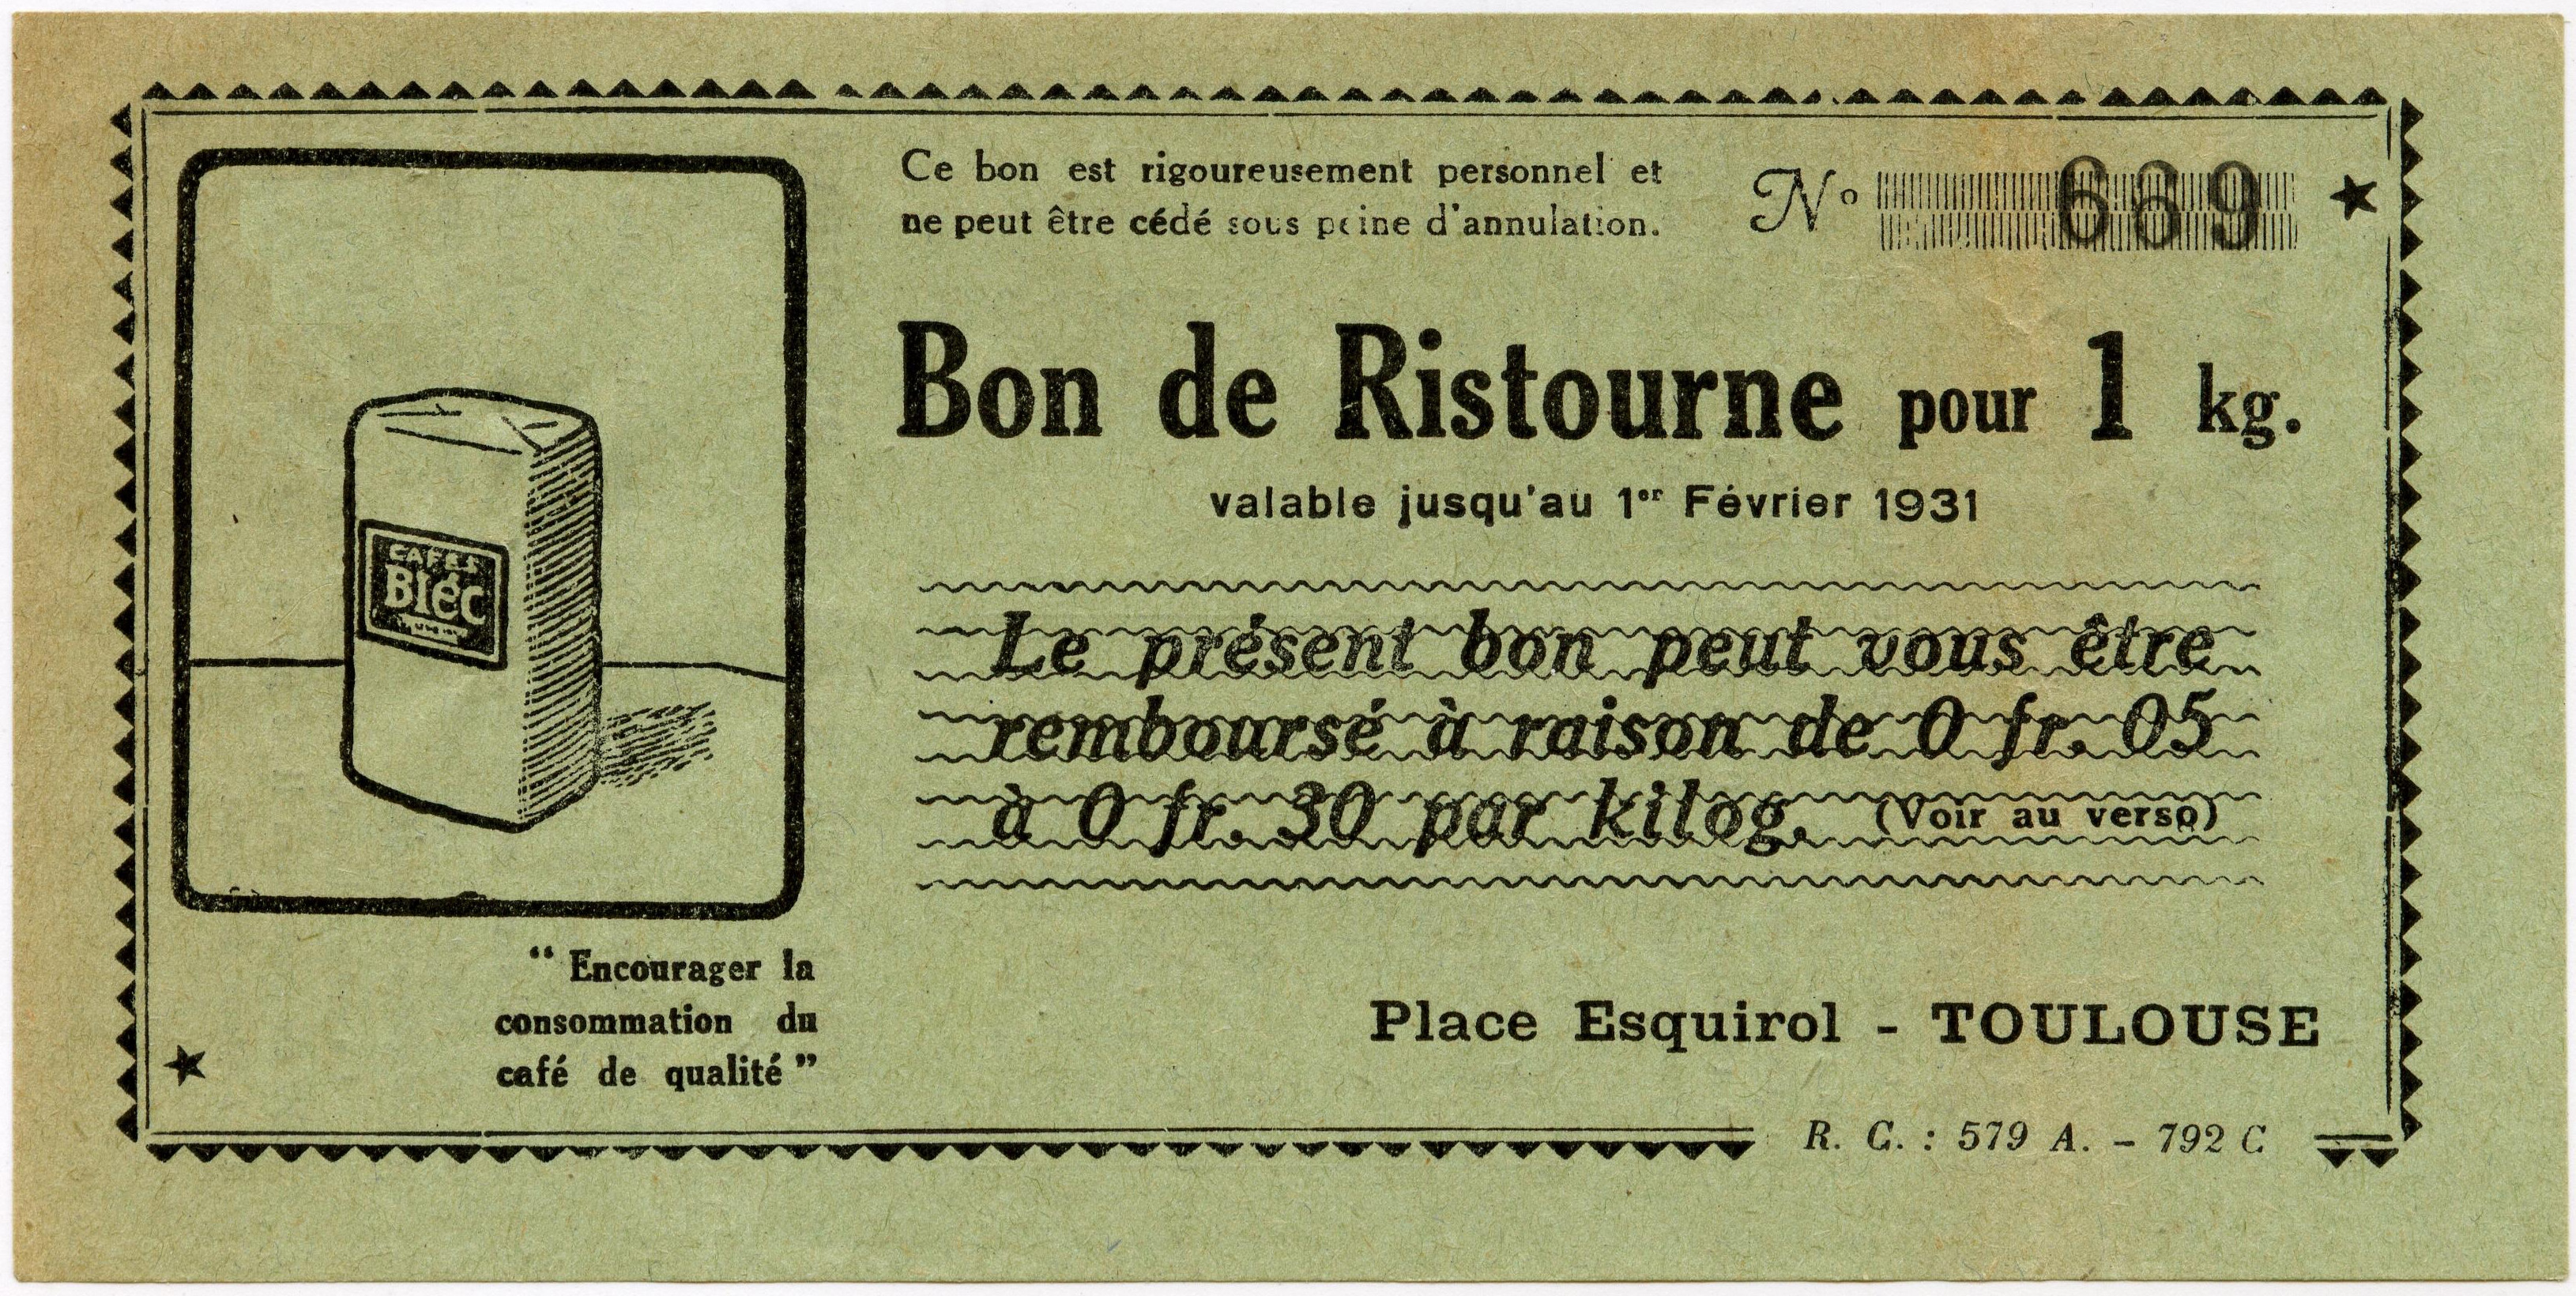 Ce bon est rigoureusement personnel et
ne peut être cédé sous peine d'annulation.
N° 669
Bon de Ristourne pour 1 kg.
valable jusqu'au 1er Février 1931
CAFÉS
Bléc
Le présent bon peut vous être
remboursé à raison de 0 fr. 05
à 0 fr. 30 par kilog. (Voir au verso)
“ Encourager la
consommation du
café de qualité ”
Place Esquirol - TOULOUSE
R. C. : 579 A. - 792 C